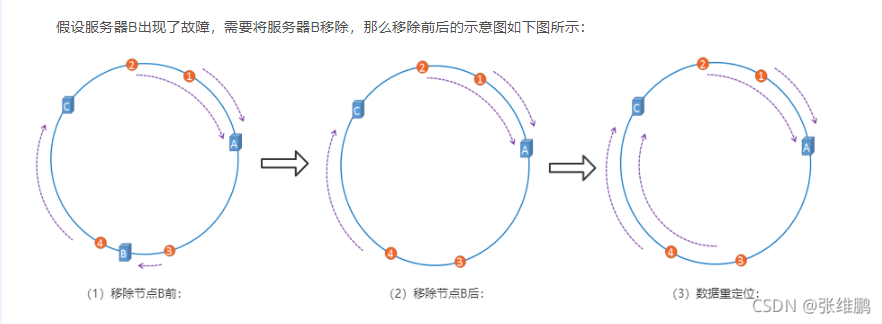 假设服务器B出现了故障，需要将服务器B移除，那么移除前后的示意图如下图所示：
2 1 C A 4 B 3
2 1 C A 4 3
2 1 C A 4 3
（1）移除节点B前： （2）移除节点B后： （3）数据重定位：
CSDN @张维鹏